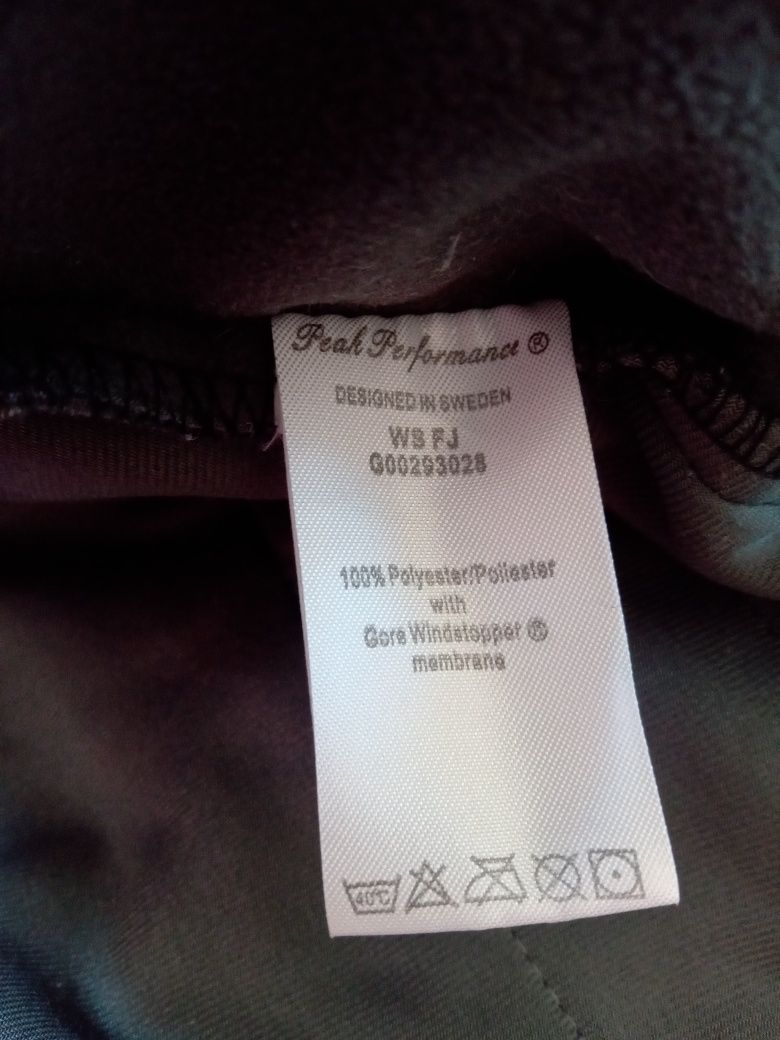 Peak Performance ®
DESIGNED IN SWEDEN
WS FJ
G00293028
100% Polyester/Poliester
with
Gore Windstopper ®
membrane
40°C